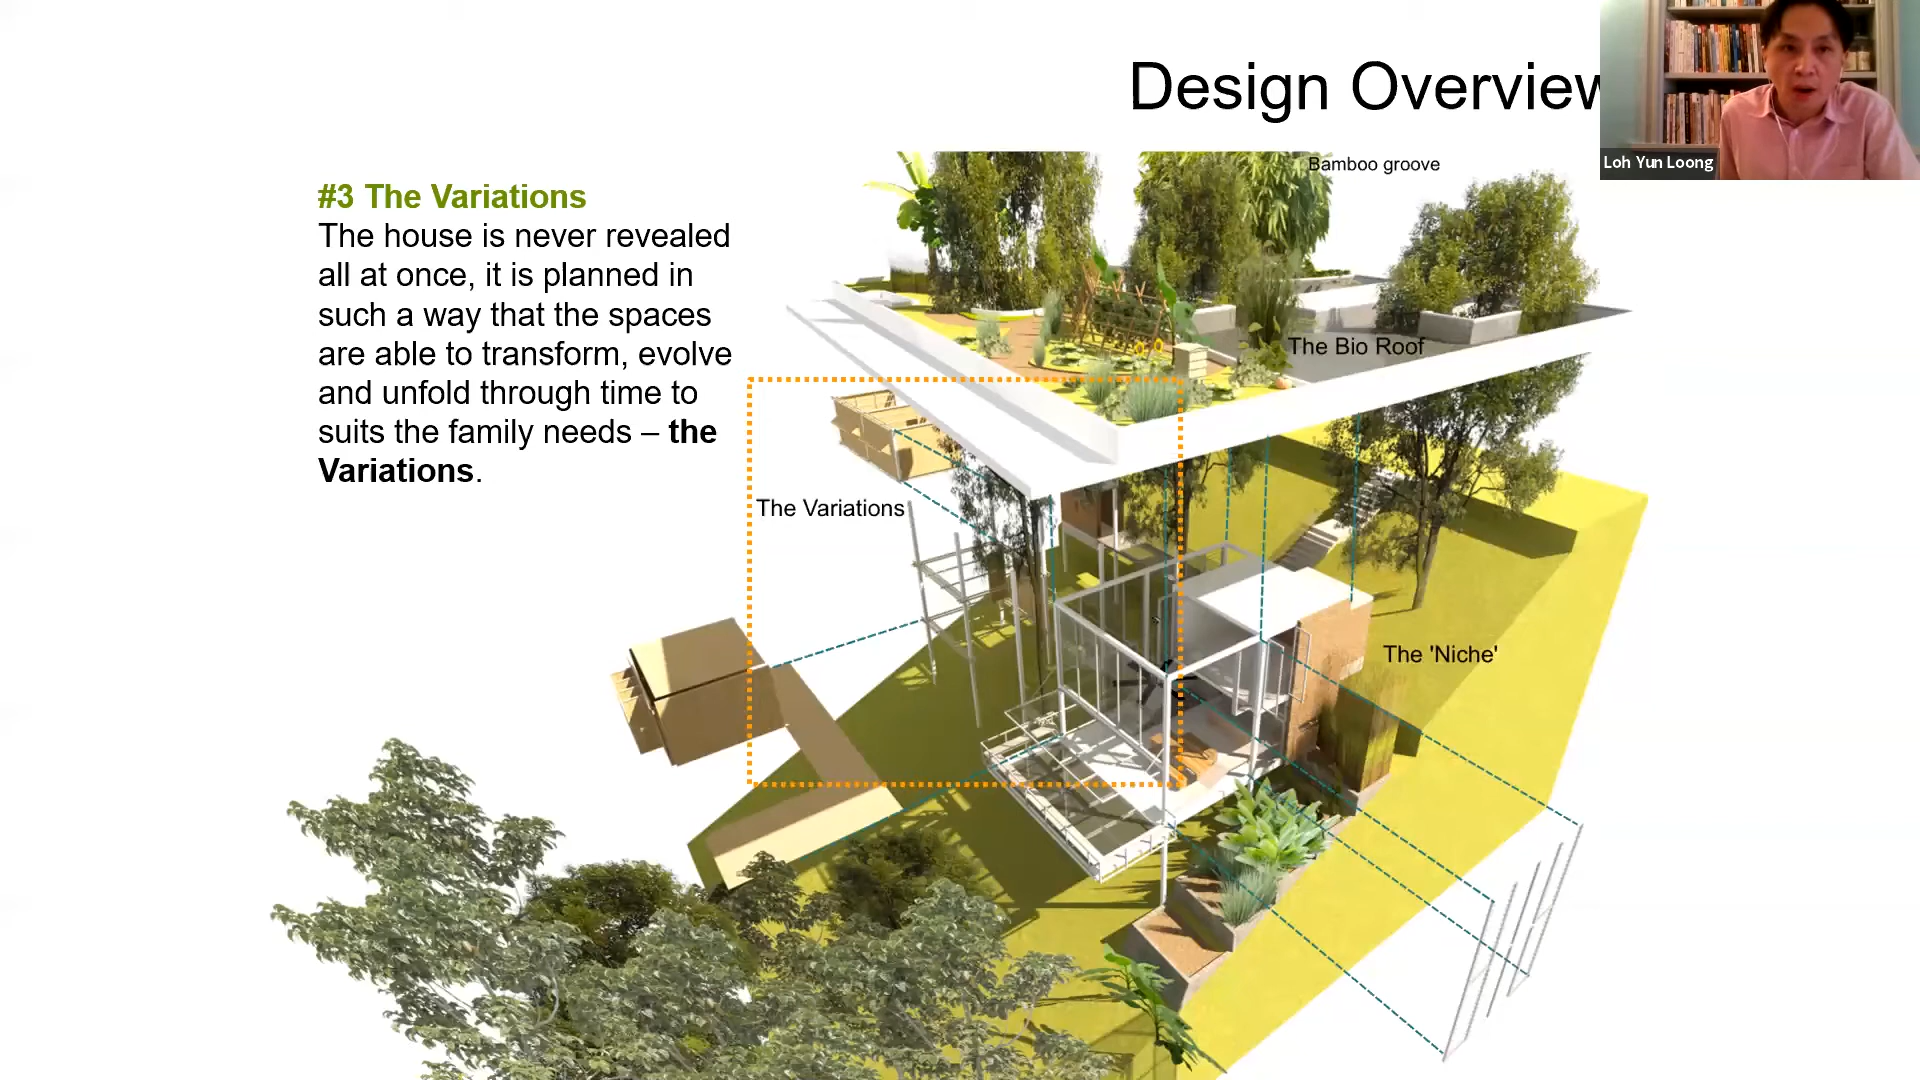 Design Overview
Loh Yun Loong
Bamboo groove
#3 The Variations
The house is never revealed
all at once, it is planned in
such a way that the spaces
are able to transform, evolve
and unfold through time to
suits the family needs – the
Variations.
The Bio Roof
The Variations
The 'Niche'